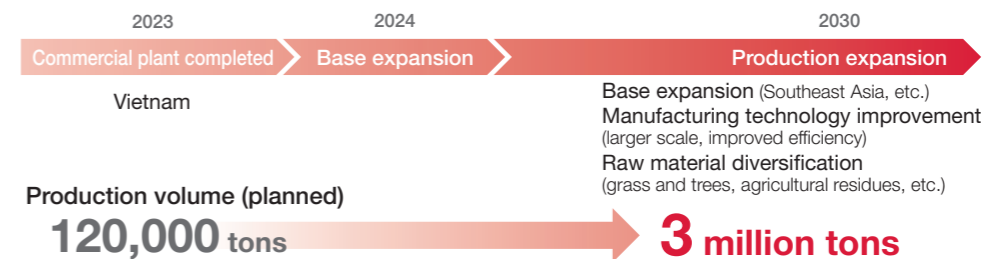 2023
2024
2030
Commercial plant completed
Base expansion
Production expansion
Vietnam
Base expansion (Southeast Asia, etc.)
Manufacturing technology improvement
(larger scale, improved efficiency)
Raw material diversification
(grass and trees, agricultural residues, etc.)
Production volume (planned)
120,000 tons
3 million tons